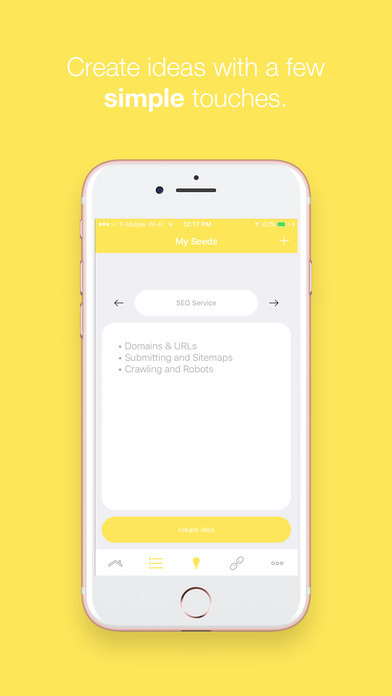 Create ideas with a few
simple touches.
T-Mobile Wi-Fi 12:17 PM 62%
My Seeds +
SEO Service
• Domains & URLs
• Submitting and Sitemaps
• Crawling and Robots
create idea